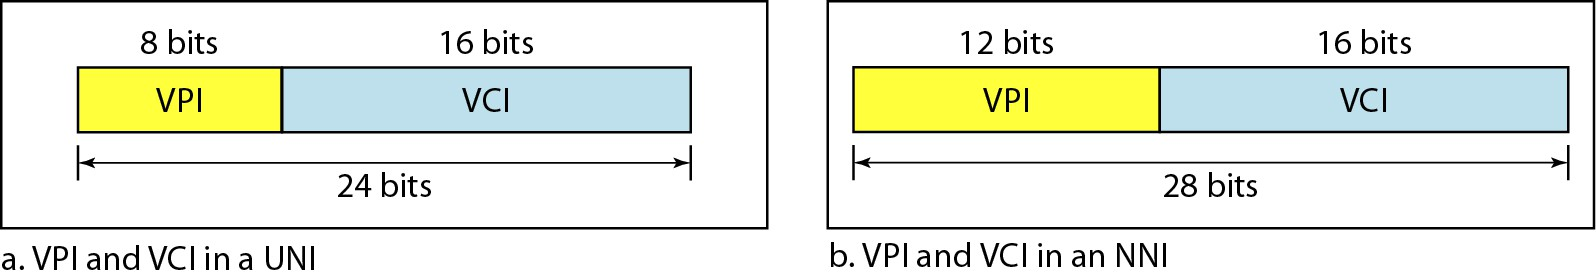 8 bits 16 bits
VPI VCI
24 bits
a. VPI and VCI in a UNI
12 bits 16 bits
VPI VCI
28 bits
b. VPI and VCI in an NNI